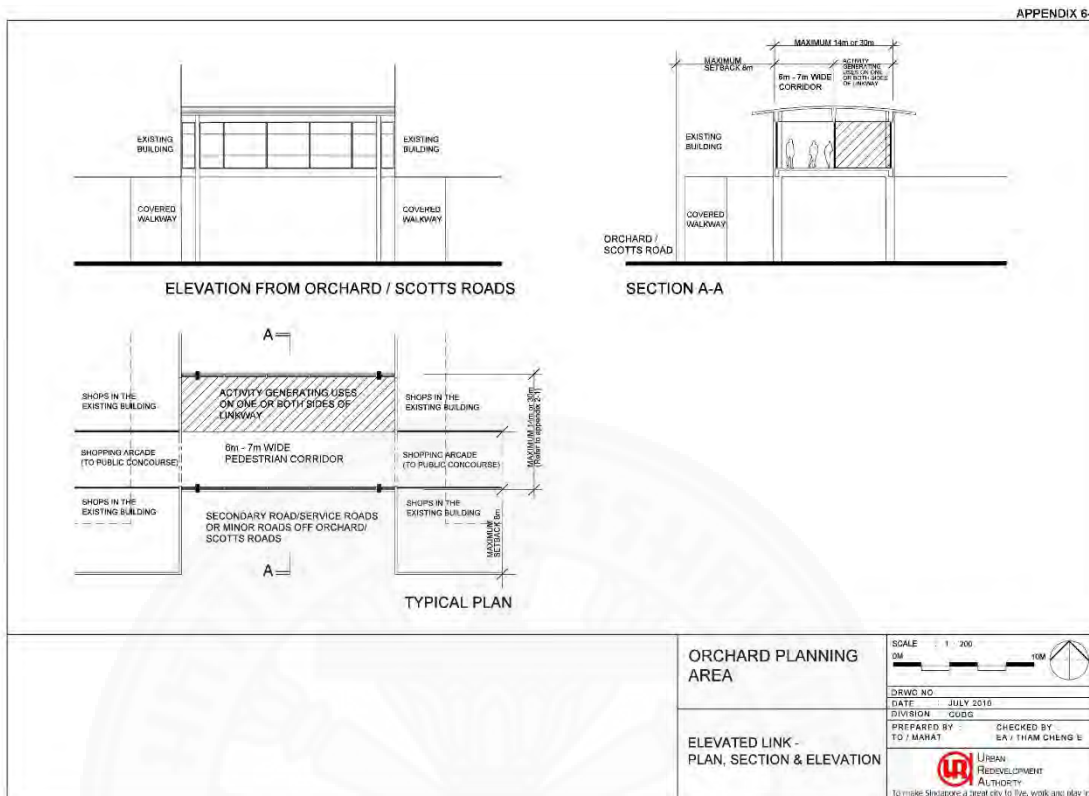 APPENDIX 6-
MAXIMUM 14m or 30m
MAXIMUM
SETBACK 8m
6m - 7m WIDE
CORRIDOR
ACTIVITY
GENERATING
USES ON ONE
OR BOTH SIDES
OF LINKWAY
EXISTING
BUILDING
EXISTING
BUILDING
EXISTING
BUILDING
COVERED
WALKWAY
COVERED
WALKWAY
COVERED
WALKWAY
ORCHARD /
SCOTTS ROAD
ELEVATION FROM ORCHARD / SCOTTS ROADS
SECTION A-A
A
SHOPS IN THE
EXISTING BUILDING
ACTIVITY GENERATING USES
ON ONE OR BOTH SIDES OF
LINKWAY
SHOPS IN THE
EXISTING BUILDING
MAXIMUM 14m or 30m
(Refer to appendix 2-1)
SHOPPING ARCADE
(TO PUBLIC CONCOURSE)
6m - 7m WIDE
PEDESTRIAN CORRIDOR
SHOPPING ARCADE
(TO PUBLIC CONCOURSE)
SHOPS IN THE
EXISTING BUILDING
SECONDARY ROAD/SERVICE ROADS
OR MINOR ROADS OFF ORCHARD/
SCOTTS ROADS
SHOPS IN THE
EXISTING BUILDING
MAXIMUM
SETBACK 8m
A
TYPICAL PLAN
ORCHARD PLANNING
AREA
SCALE : 1 : 200
0M 10M
DRWG NO
DATE : JULY 2010
DIVISION : CUDG
PREPARED BY : CHECKED BY :
TO / MAHAT EA / THAM CHENG E
ELEVATED LINK -
PLAN, SECTION & ELEVATION
URBAN
REDEVELOPMENT
AUTHORITY
To make Singapore a great city to live, work and play in